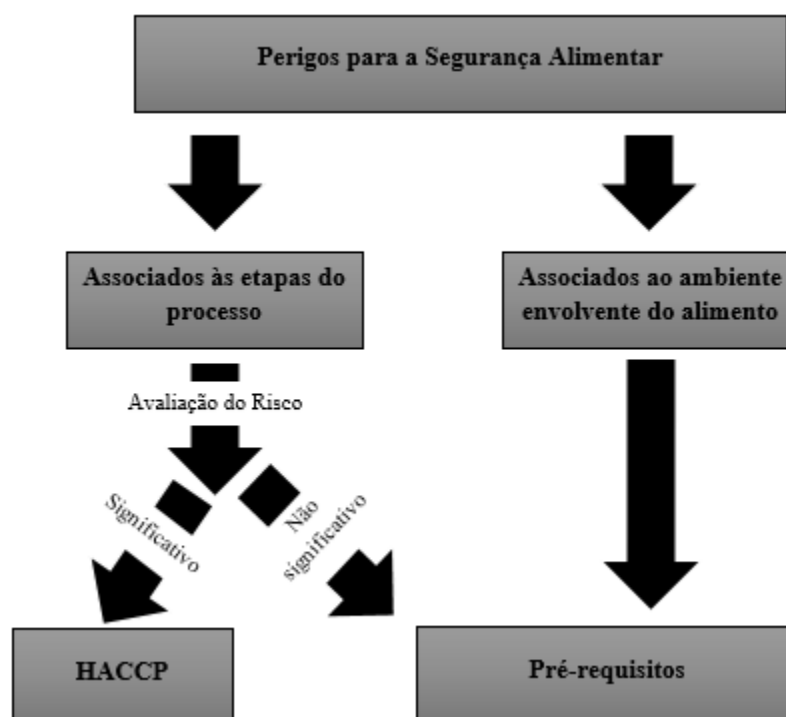 Perigos para a Segurança Alimentar
Associados às etapas do
processo
Associados ao ambiente
envolvente do alimento
Avaliação do Risco
Significativo
Não
significativo
HACCP
Pré-requisitos